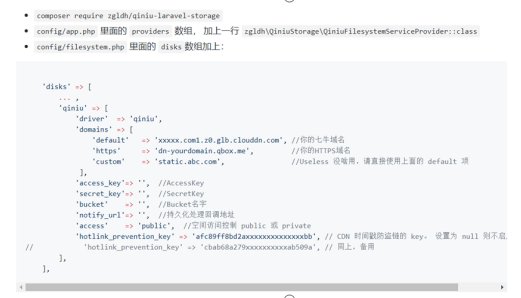 composer require zgldh/qiniu-laravel-storage
config/app.php 里面的 providers 数组, 加上一行 zgldh\QiniuStorage\QiniuFilesystemServiceProvider::class
config/filesystem.php 里面的 disks 数组加上:
'disks' => [
... ,
'qiniu' => [
'driver' => 'qiniu',
'domains' => [
'default' => 'xxxxx.com1.z0.glb.clouddn.com', //你的七牛域名
'https' => 'dn-yourdomain.qbox.me', //你的HTTPS域名
'custom' => 'static.abc.com', //Useless 没啥用，请直接使用上面的 default 项
],
'access_key'=> '', //AccessKey
'secret_key'=> '', //SecretKey
'bucket' => '', //Bucket名字
'notify_url'=> '', //持久化处理回调地址
'access' => 'public', //空间访问控制 public 或 private
'hotlink_prevention_key' => 'afc89ff8bd2axxxxxxxxxxxxxxbb', // CDN 时间戳防盗链的 key。 设置为 null 则不启
// 'hotlink_prevention_key' => 'cbab68a279xxxxxxxxxxab509a', // 同上，备用
],
],